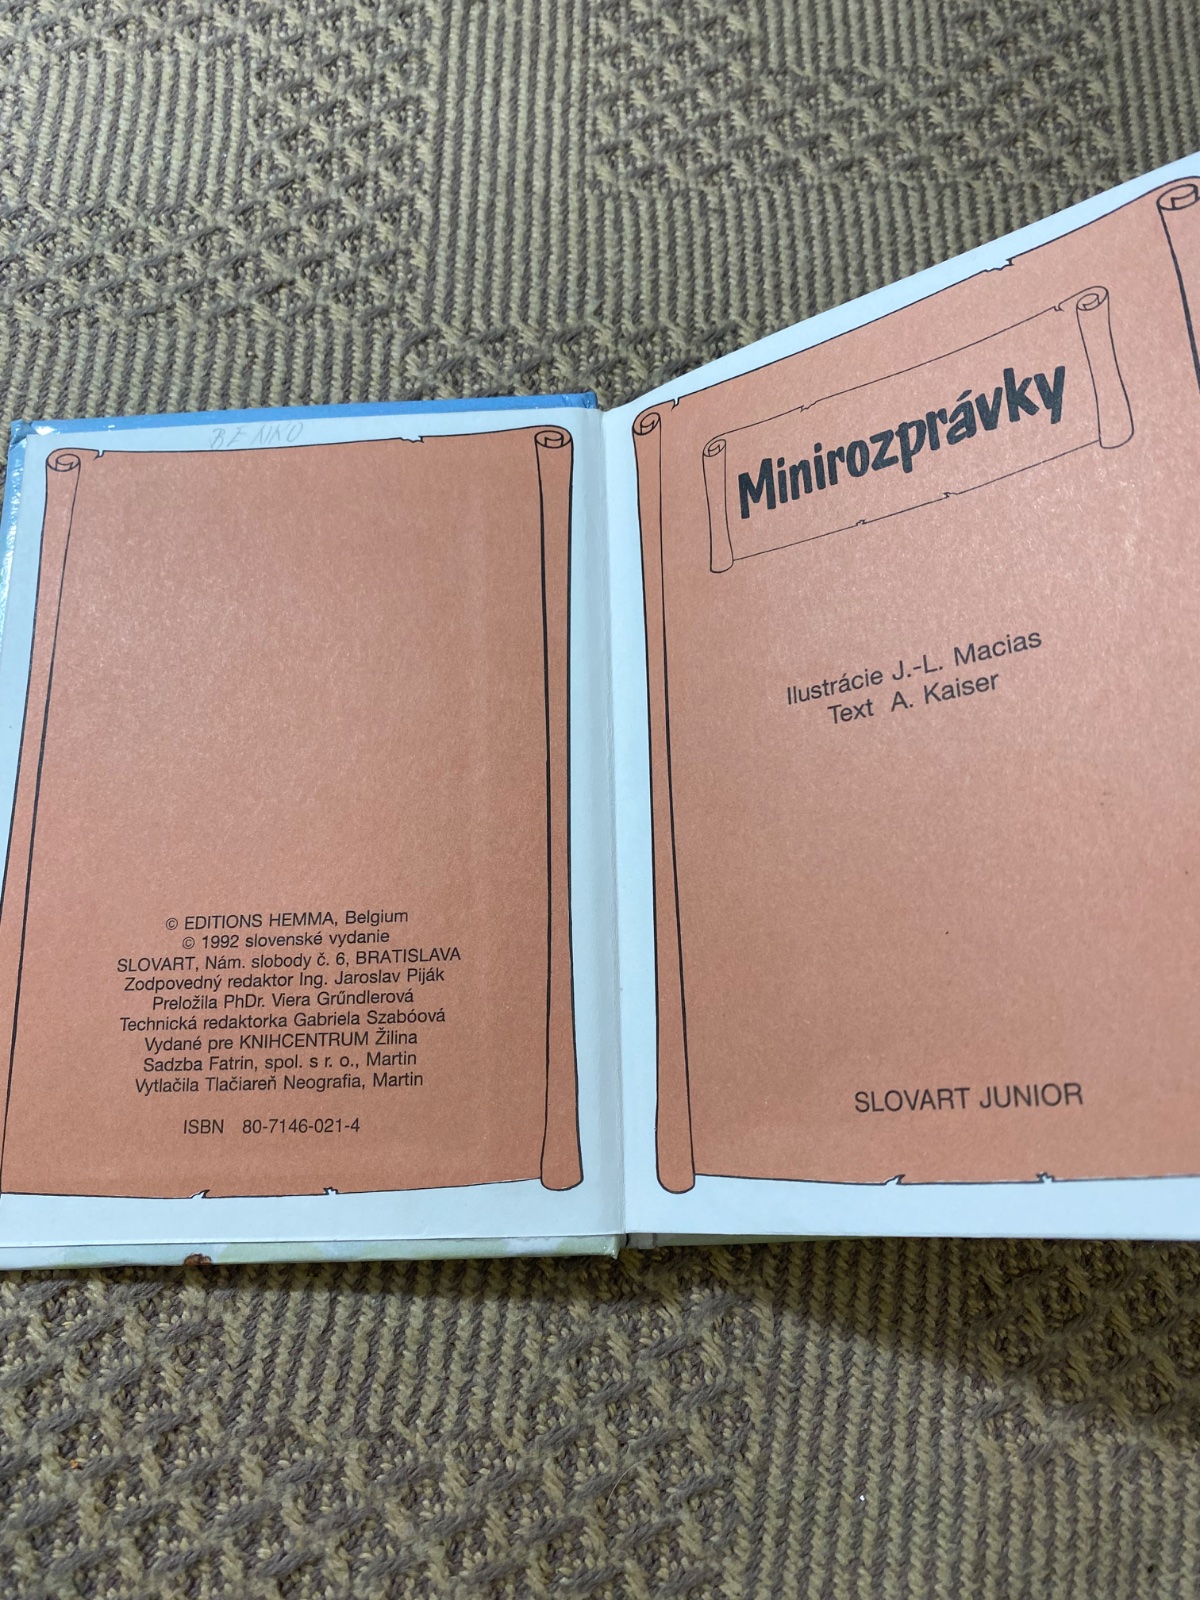 BENKO
© EDITIONS HEMMA, Belgium
© 1992 slovenské vydanie
SLOVART, Nám. slobody č. 6, BRATISLAVA
Zodpovedný redaktor Ing. Jaroslav Piják
Preložila PhDr. Viera Grűndlerová
Technická redaktorka Gabriela Szabóová
Vydané pre KNIHCENTRUM Žilina
Sadzba Fatrin, spol. s r. o., Martin
Vytlačila Tlačiareň Neografia, Martin
ISBN 80-7146-021-4
Minirozprávky
Ilustrácie J.-L. Macias
Text A. Kaiser
SLOVART JUNIOR